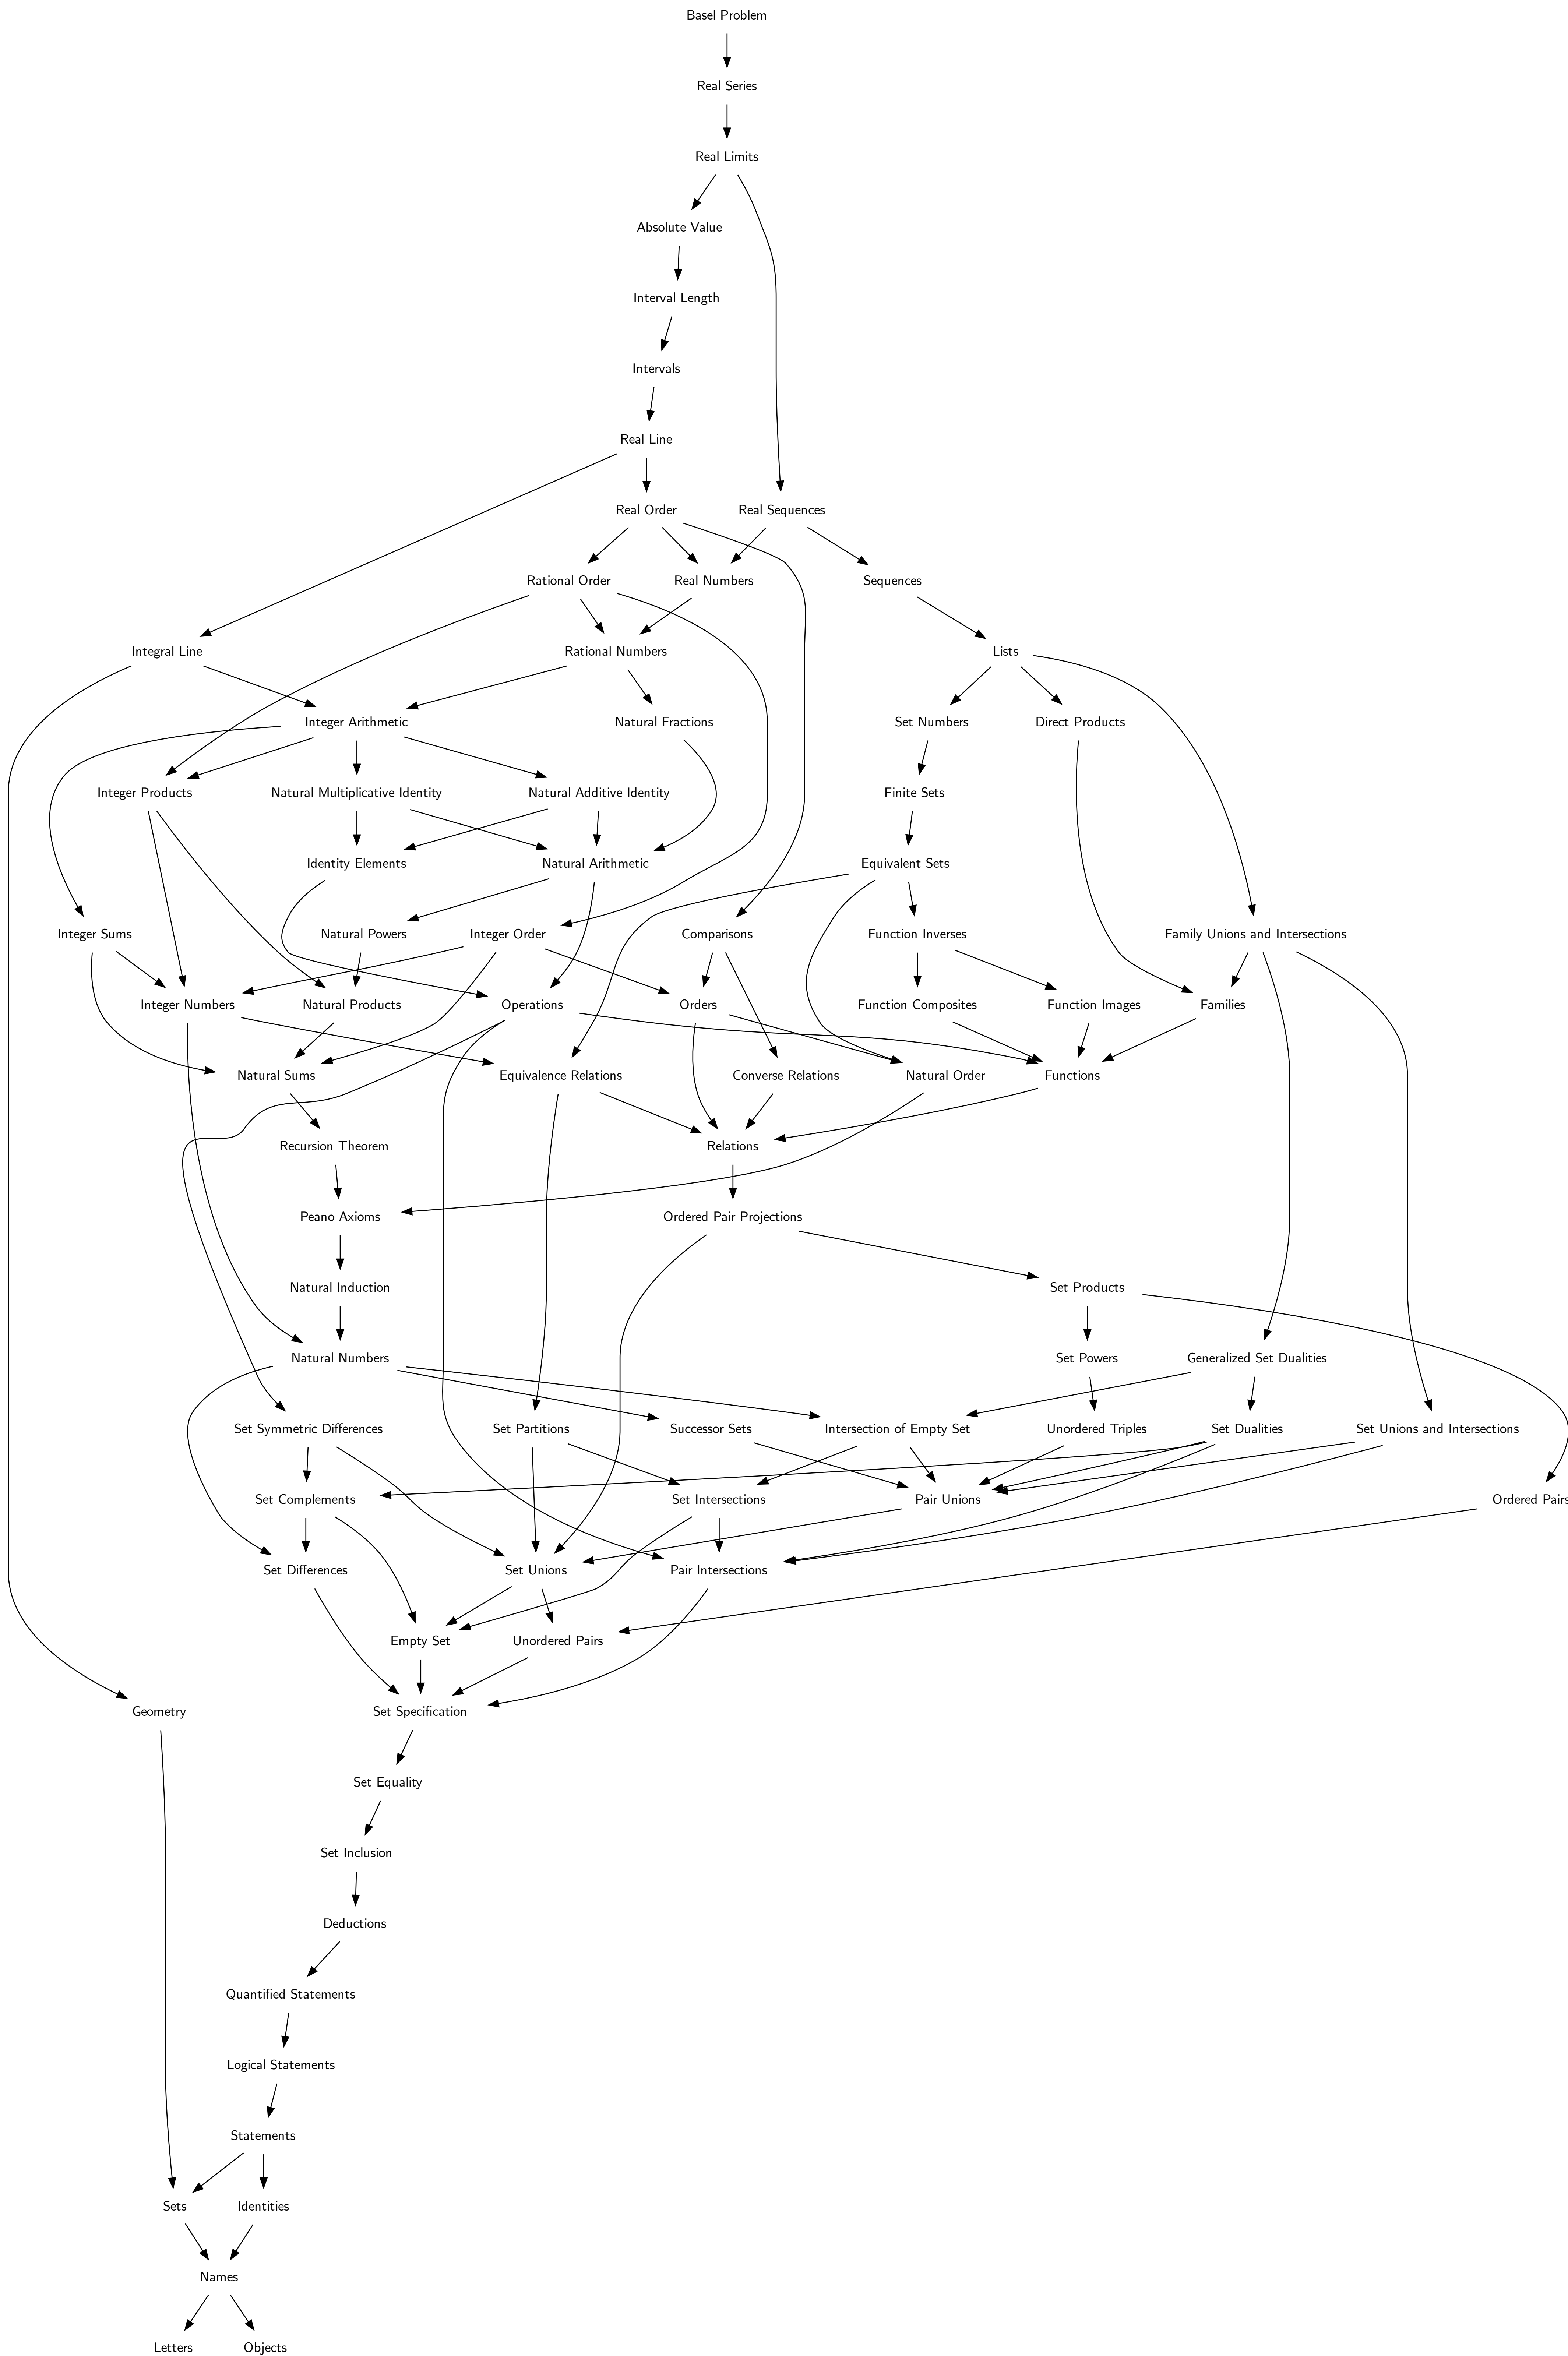 Basel Problem
Real Series
Real Limits
Absolute Value
Interval Length
Intervals
Real Line
Real Order
Real Sequences
Rational Order
Real Numbers
Sequences
Integral Line
Rational Numbers
Lists
Integer Arithmetic
Natural Fractions
Set Numbers
Direct Products
Integer Products
Natural Multiplicative Identity
Natural Additive Identity
Finite Sets
Identity Elements
Natural Arithmetic
Equivalent Sets
Integer Sums
Natural Powers
Integer Order
Comparisons
Function Inverses
Family Unions and Intersections
Integer Numbers
Natural Products
Operations
Orders
Function Composites
Function Images
Families
Natural Sums
Equivalence Relations
Converse Relations
Natural Order
Functions
Recursion Theorem
Relations
Peano Axioms
Ordered Pair Projections
Natural Induction
Set Products
Natural Numbers
Set Powers
Generalized Set Dualities
Set Symmetric Differences
Set Partitions
Successor Sets
Intersection of Empty Set
Unordered Triples
Set Dualities
Set Unions and Intersections
Set Complements
Set Intersections
Pair Unions
Ordered Pairs
Set Differences
Set Unions
Pair Intersections
Empty Set
Unordered Pairs
Geometry
Set Specification
Set Equality
Set Inclusion
Deductions
Quantified Statements
Logical Statements
Statements
Sets
Identities
Names
Letters
Objects